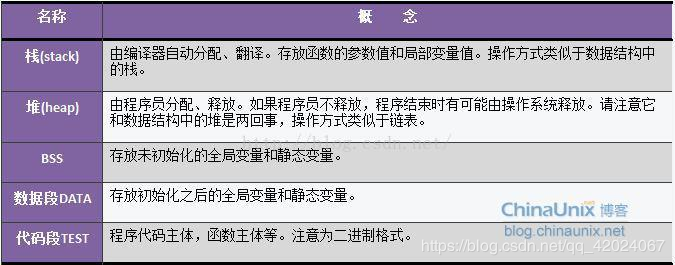 名称 概 念
栈(stack) 由编译器自动分配、翻译。存放函数的参数值和局部变量值。操作方式类似于数据结构中
的栈。
堆(heap) 由程序员分配、释放。如果程序员不释放，程序结束时有可能由操作系统释放。请注意它
和数据结构中的堆是两回事，操作方式类似于链表。
http://blog.csdn.net/
BSS 存放未初始化的全局变量和静态变量。
数据段DATA 存放初始化之后的全局变量和静态变量。
ChinaUnix 博客
blog.chinaunix.net
代码段TEST 程序代码主体，函数主体等。注意为二进制格式。
https://blog.csdn.net/qq_42024067